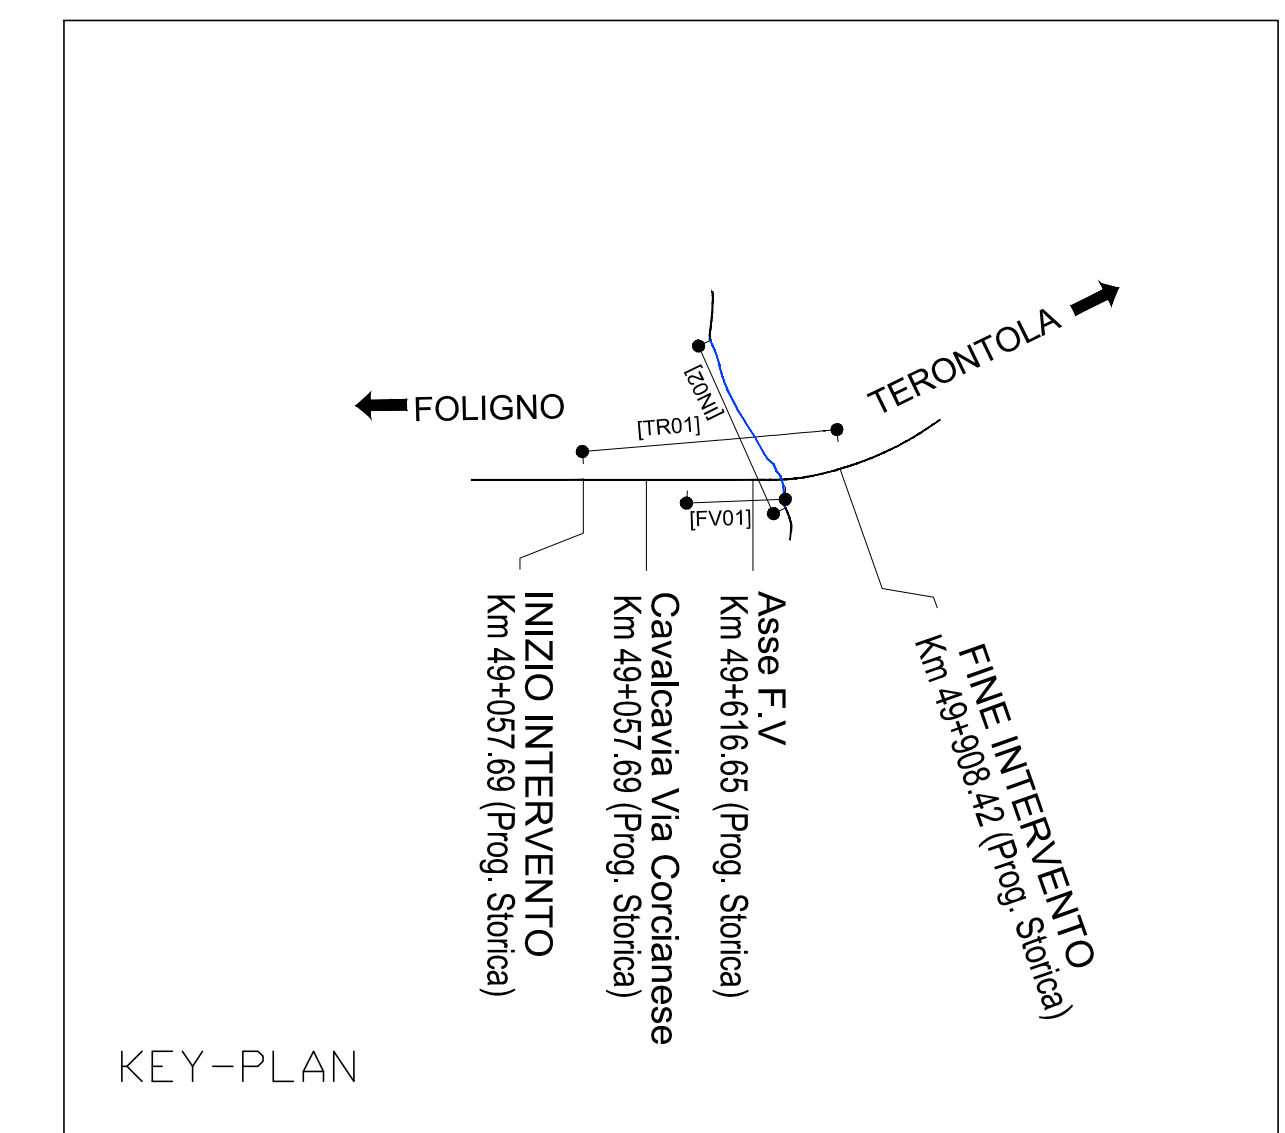 TERONTOLA
FOLIGNO
[IN02]
[TR01]
[FV01]
INIZIO INTERVENTO
Km 49+057.69 (Prog. Storica)
Cavalcavia Via Corcianese
Km 49+057.69 (Prog. Storica)
Asse F.V
Km 49+616.65 (Prog. Storica)
FINE INTERVENTO
Km 49+908.42 (Prog. Storica)
KEY-PLAN